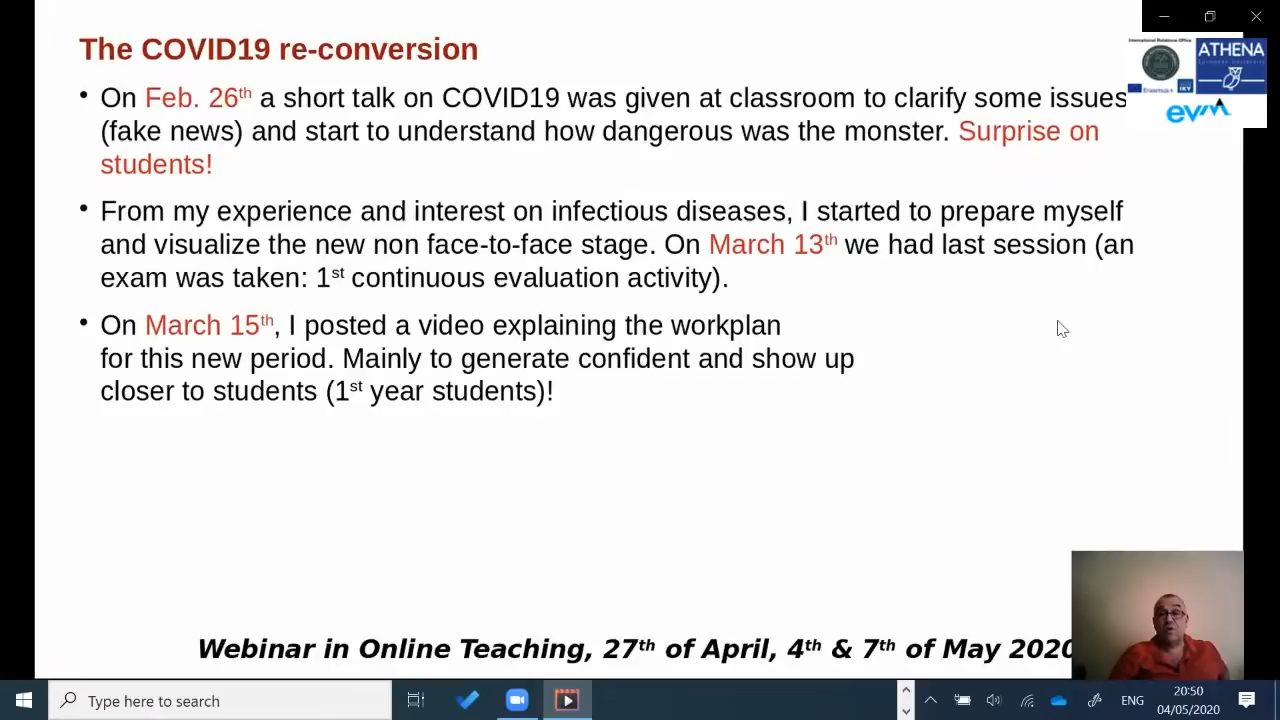 The COVID19 re-conversion
• On Feb. 26th a short talk on COVID19 was given at classroom to clarify some issues
(fake news) and start to understand how dangerous was the monster. Surprise on
students!
• From my experience and interest on infectious diseases, I started to prepare myself
and visualize the new non face-to-face stage. On March 13th we had last session (an
exam was taken: 1st continuous evaluation activity).
• On March 15th, I posted a video explaining the workplan
for this new period. Mainly to generate confident and show up
closer to students (1st year students)!
International Relations Office
Erasmus+
IKY
ATHENA
evm
Webinar in Online Teaching, 27th of April, 4th & 7th of May 2020
Type here to search
ENG
20:50
04/05/2020